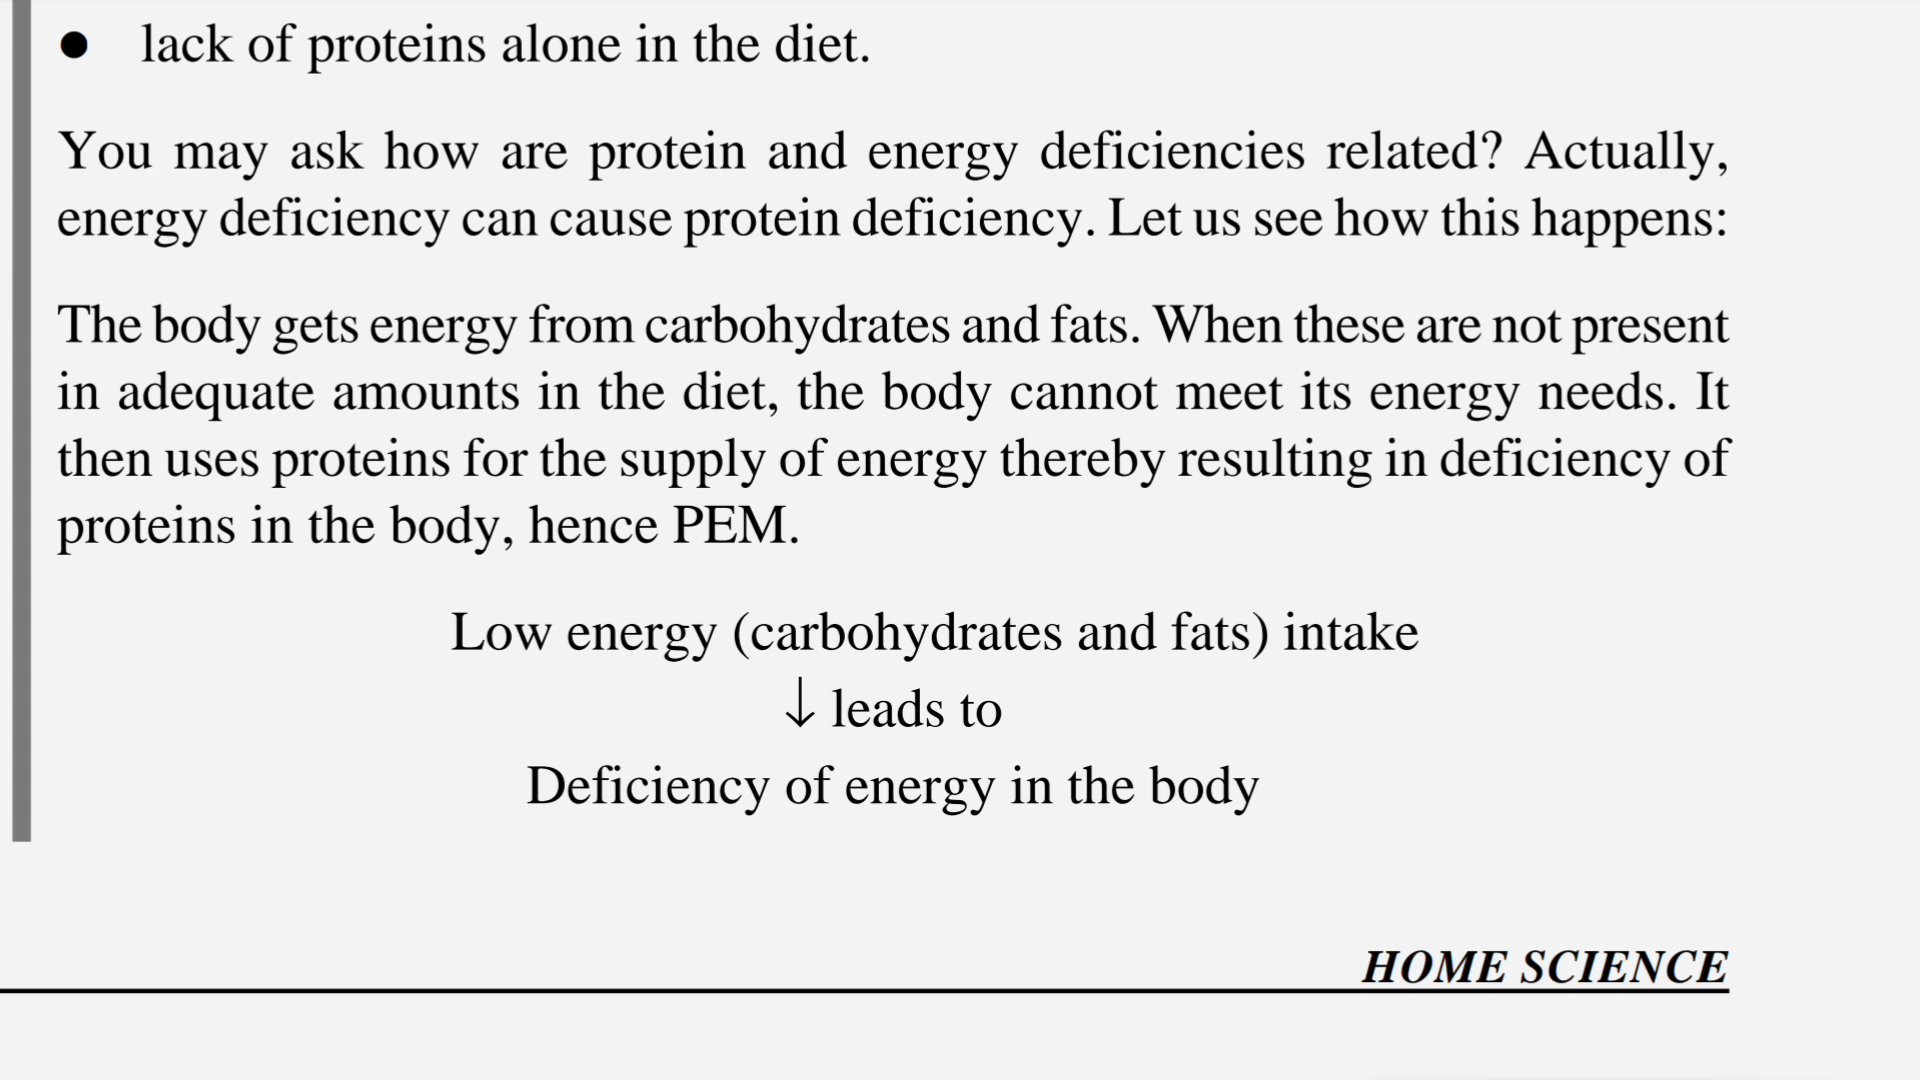 ● lack of proteins alone in the diet.
You may ask how are protein and energy deficiencies related? Actually,
energy deficiency can cause protein deficiency. Let us see how this happens:
The body gets energy from carbohydrates and fats. When these are not present
in adequate amounts in the diet, the body cannot meet its energy needs. It
then uses proteins for the supply of energy thereby resulting in deficiency of
proteins in the body, hence PEM.
Low energy (carbohydrates and fats) intake
↓ leads to
Deficiency of energy in the body
HOME SCIENCE